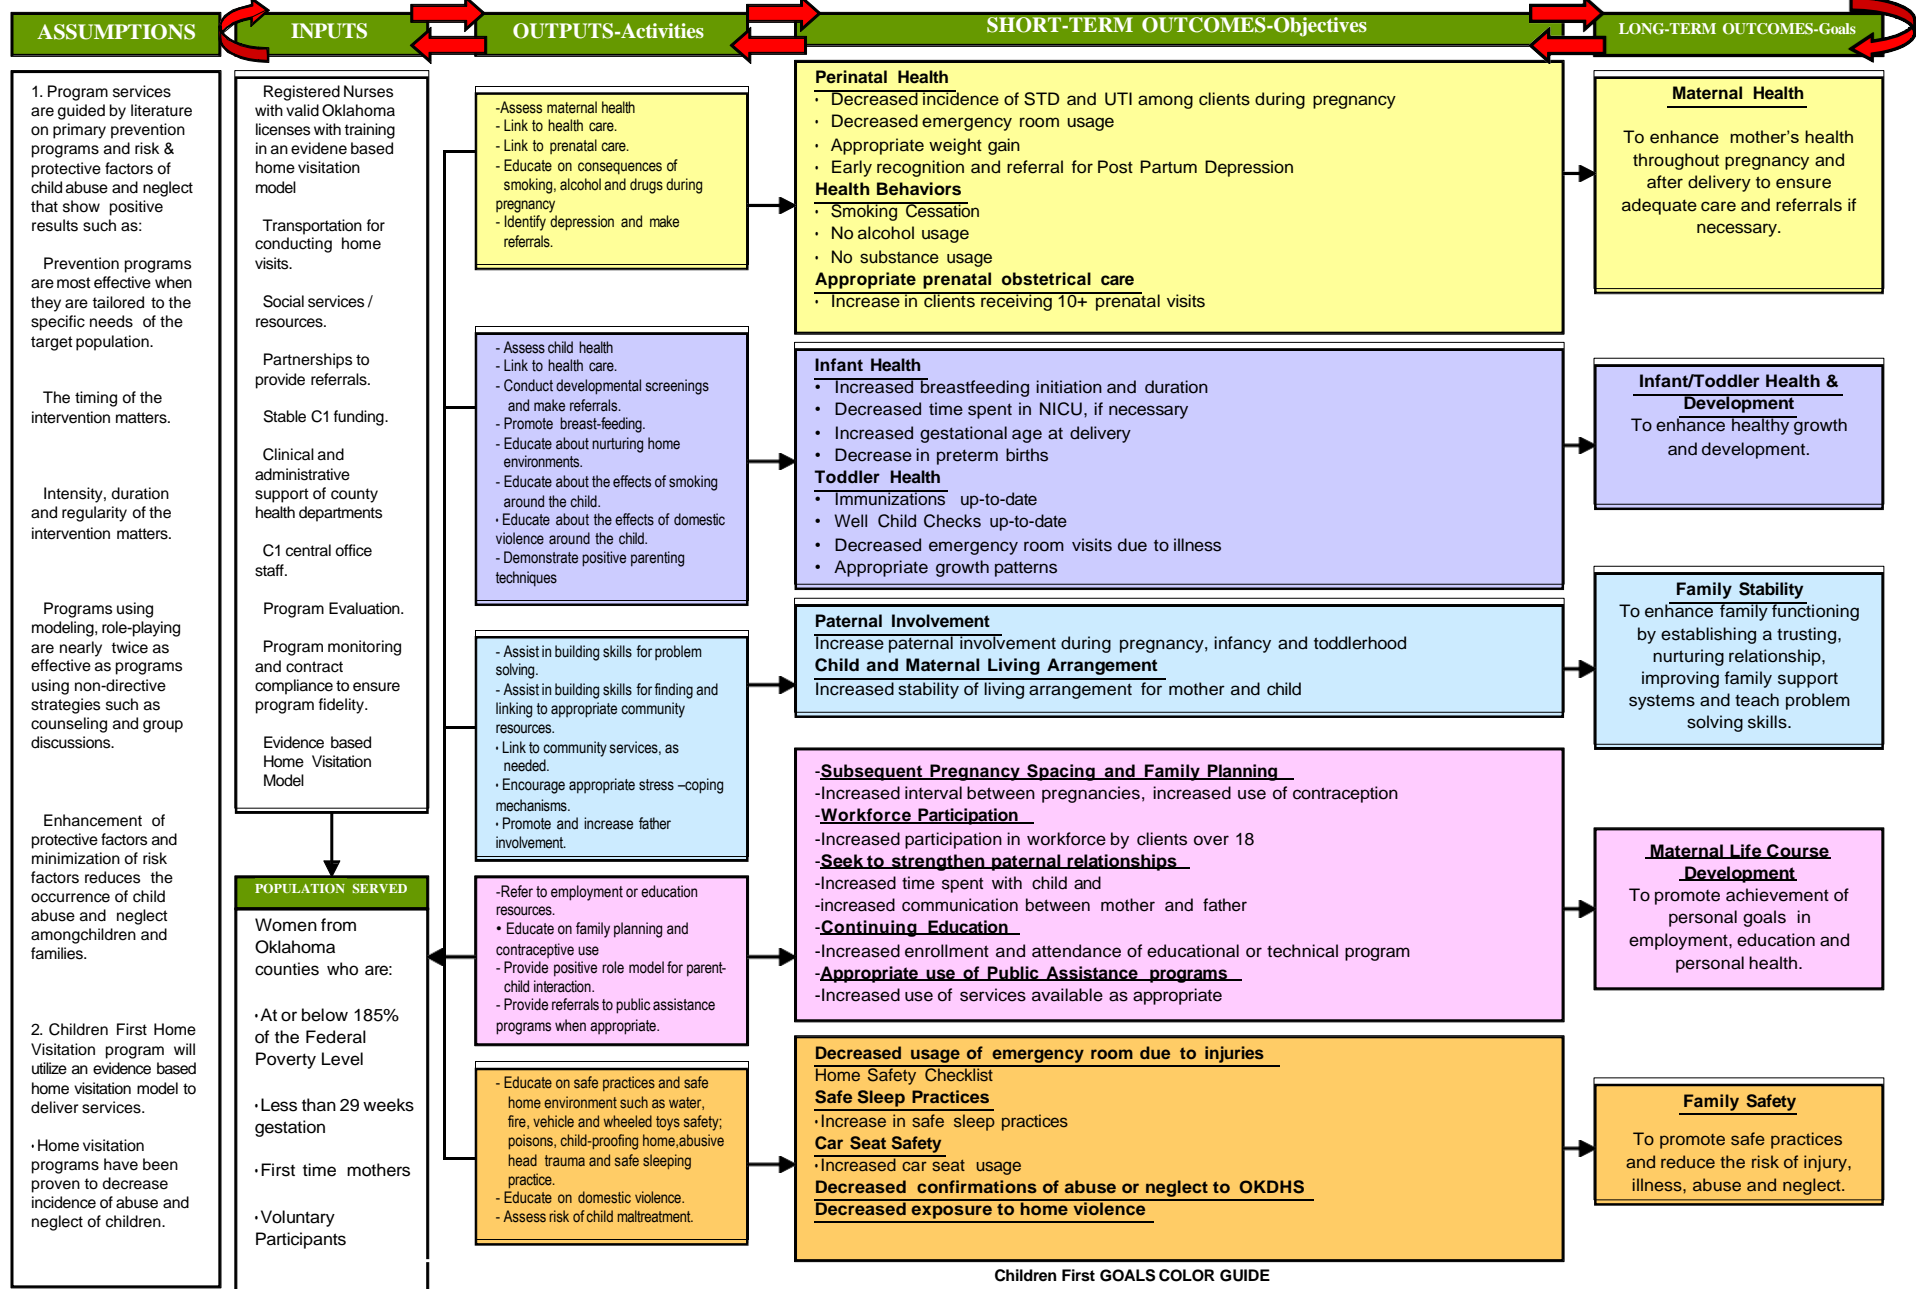 ASSUMPTIONS
INPUTS
OUTPUTS-Activities
SHORT-TERM OUTCOMES-Objectives
LONG-TERM OUTCOMES-Goals
1. Program services
are guided by literature
on primary prevention
programs and risk &
protective factors of
child abuse and neglect
that show positive
results such as:
Prevention programs
are most effective when
they are tailored to the
specific needs of the
target population.
The timing of the
intervention matters.
Intensity, duration
and regularity of the
intervention matters.
Programs using
modeling, role-playing
are nearly twice as
effective as programs
using non-directive
strategies such as
counseling and group
discussions.
Enhancement of
protective factors and
minimization of risk
factors reduces the
occurrence of child
abuse and neglect
amongchildren and
families.
2. Children First Home
Visitation program will
utilize an evidence based
home visitation model to
deliver services.
· Home visitation
programs have been
proven to decrease
incidence of abuse and
neglect of children.
Registered Nurses
with valid Oklahoma
licenses with training
in an evidene based
home visitation
model
Transportation for
conducting home
visits.
Social services /
resources.
Partnerships to
provide referrals.
Stable C1 funding.
Clinical and
administrative
support of county
health departments
C1 central office
staff.
Program Evaluation.
Program monitoring
and contract
compliance to ensure
program fidelity.
Evidence based
Home Visitation
Model
POPULATION SERVED
Women from
Oklahoma
counties who are:
·At or below 185%
of the Federal
Poverty Level
·Less than 29 weeks
gestation
·First time mothers
·Voluntary
Participants
-Assess maternal health
- Link to health care.
- Link to prenatal care.
- Educate on consequences of
smoking, alcohol and drugs during
pregnancy
- Identify depression and make
referrals.
- Assess child health
- Link to health care.
- Conduct developmental screenings
and make referrals.
- Promote breast-feeding.
- Educate about nurturing home
environments.
- Educate about the effects of smoking
around the child.
· Educate about the effects of domestic
violence around the child.
- Demonstrate positive parenting
techniques
- Assist in building skills for problem
solving.
- Assist in building skills for finding and
linking to appropriate community
resources.
· Link to community services, as
needed.
· Encourage appropriate stress –coping
mechanisms.
· Promote and increase father
involvement.
-Refer to employment or education
resources.
• Educate on family planning and
contraceptive use
- Provide positive role model for parent-
child interaction.
- Provide referrals to public assistance
programs when appropriate.
- Educate on safe practices and safe
home environment such as water,
fire, vehicle and wheeled toys safety;
poisons, child-proofing home,abusive
head trauma and safe sleeping
practice.
- Educate on domestic violence.
- Assess risk of child maltreatment.
Perinatal Health
· Decreased incidence of STD and UTI among clients during pregnancy
· Decreased emergency room usage
· Appropriate weight gain
· Early recognition and referral for Post Partum Depression
Health Behaviors
· Smoking Cessation
· No alcohol usage
· No substance usage
Appropriate prenatal obstetrical care
· Increase in clients receiving 10+ prenatal visits
Infant Health
• Increased breastfeeding initiation and duration
• Decreased time spent in NICU, if necessary
• Increased gestational age at delivery
• Decrease in preterm births
Toddler Health
• Immunizations up-to-date
• Well Child Checks up-to-date
• Decreased emergency room visits due to illness
• Appropriate growth patterns
Paternal Involvement
Increase paternal involvement during pregnancy, infancy and toddlerhood
Child and Maternal Living Arrangement
Increased stability of living arrangement for mother and child
-Subsequent Pregnancy Spacing and Family Planning
-Increased interval between pregnancies, increased use of contraception
-Workforce Participation
-Increased participation in workforce by clients over 18
-Seek to strengthen paternal relationships
-Increased time spent with child and
-increased communication between mother and father
-Continuing Education
-Increased enrollment and attendance of educational or technical program
-Appropriate use of Public Assistance programs
-Increased use of services available as appropriate
Decreased usage of emergency room due to injuries
Home Safety Checklist
Safe Sleep Practices
·Increase in safe sleep practices
Car Seat Safety
·Increased car seat usage
Decreased confirmations of abuse or neglect to OKDHS
Decreased exposure to home violence
Maternal Health
To enhance mother's health
throughout pregnancy and
after delivery to ensure
adequate care and referrals if
necessary.
Infant/Toddler Health &
Development
To enhance healthy growth
and development.
Family Stability
To enhance family functioning
by establishing a trusting,
nurturing relationship,
improving family support
systems and teach problem
solving skills.
Maternal Life Course
Development
To promote achievement of
personal goals in
employment, education and
personal health.
Family Safety
To promote safe practices
and reduce the risk of injury,
illness, abuse and neglect.
Children First GOALS COLOR GUIDE